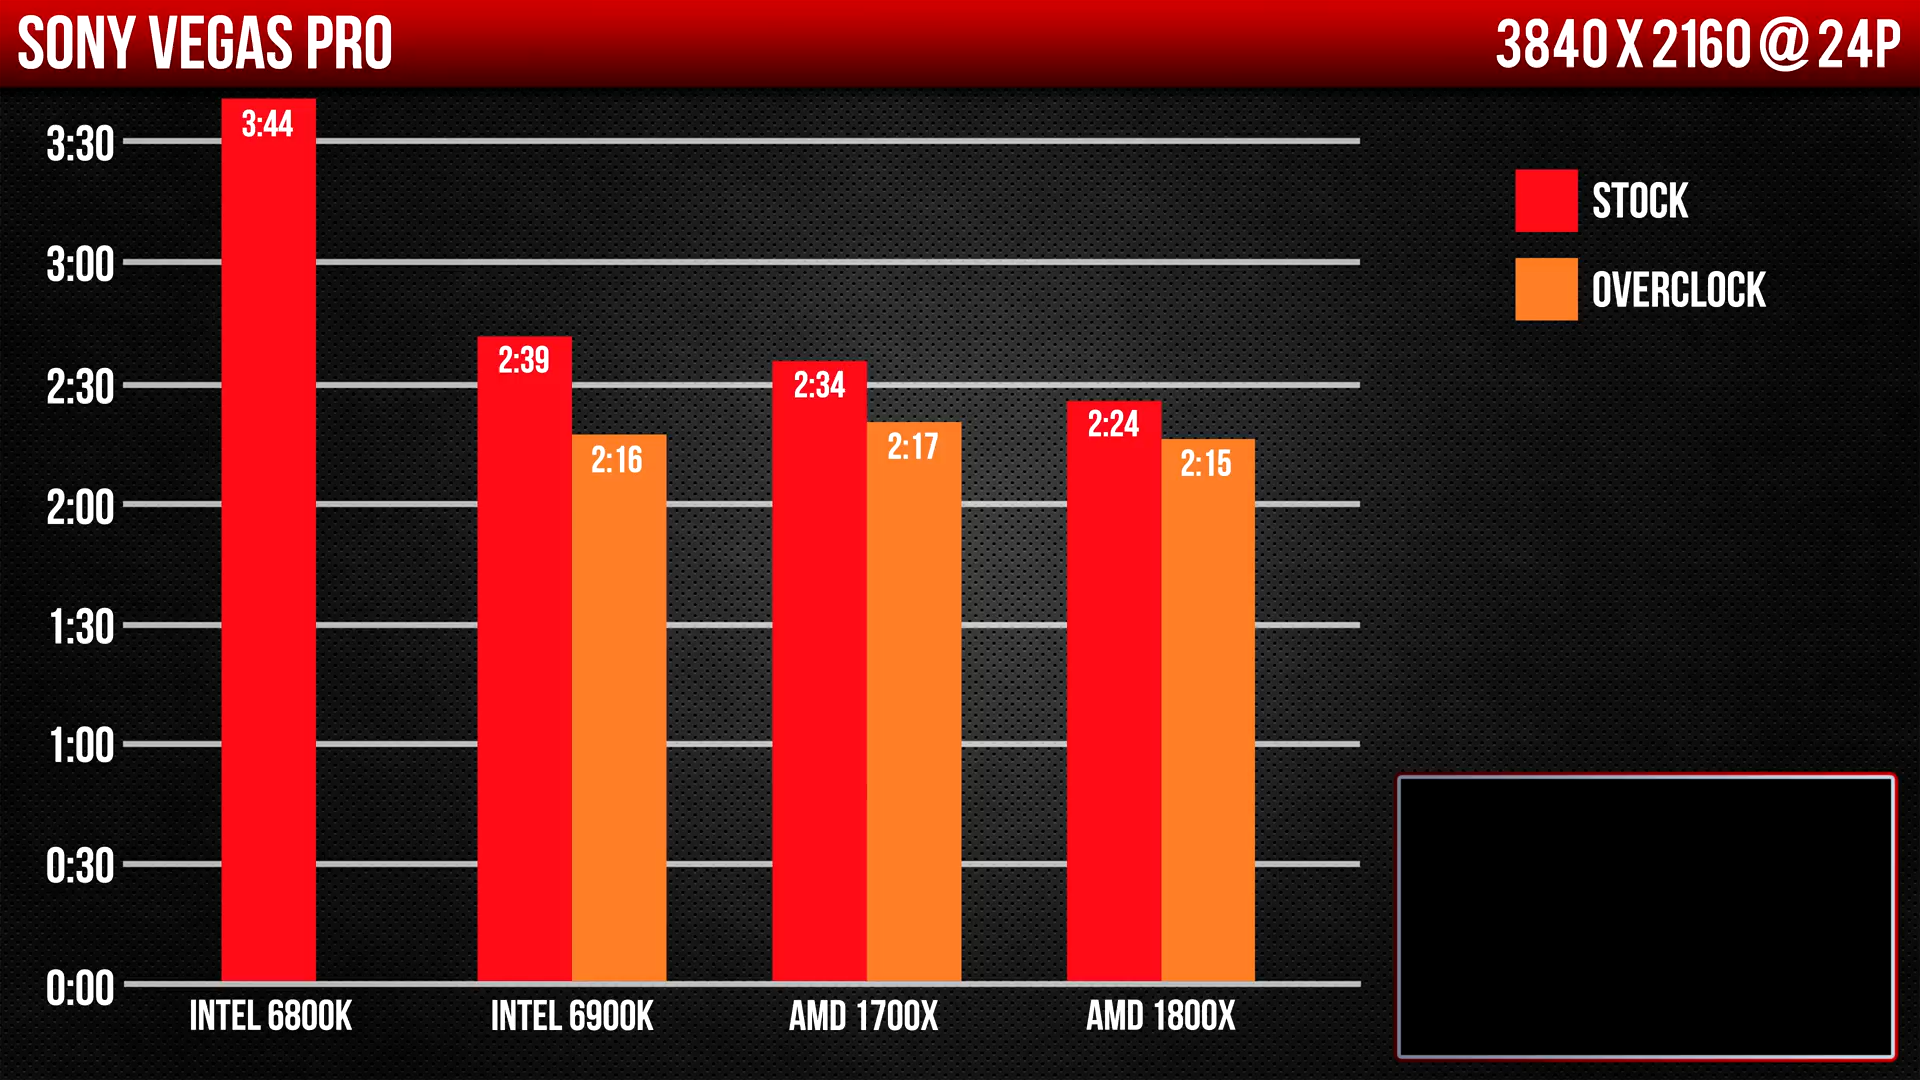 SONY VEGAS PRO
3840 X 2160 @ 24P
3:30
3:00
2:30
2:00
1:30
1:00
0:30
0:00
3:44
2:39
2:16
2:34
2:17
2:24
2:15
INTEL 6800K
INTEL 6900K
AMD 1700X
AMD 1800X
STOCK
OVERCLOCK